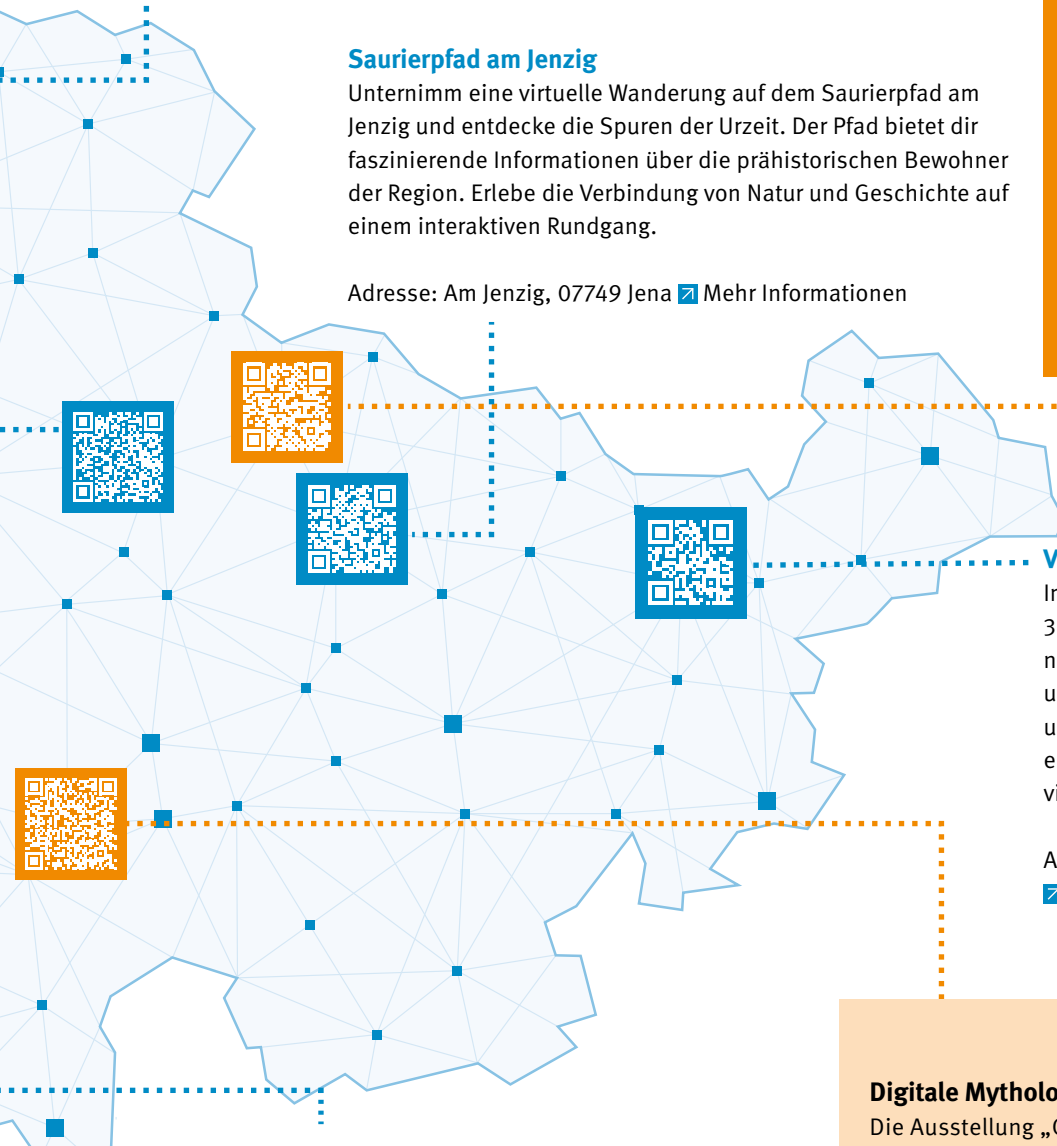 Saurierpfad am Jenzig
Unternimm eine virtuelle Wanderung auf dem Saurierpfad am
Jenzig und entdecke die Spuren der Urzeit. Der Pfad bietet dir
faszinierende Informationen über die prähistorischen Bewohner
der Region. Erlebe die Verbindung von Natur und Geschichte auf
einem interaktiven Rundgang.
Adresse: Am Jenzig, 07749 Jena Mehr Informationen
Digitale
Die Ausstellung